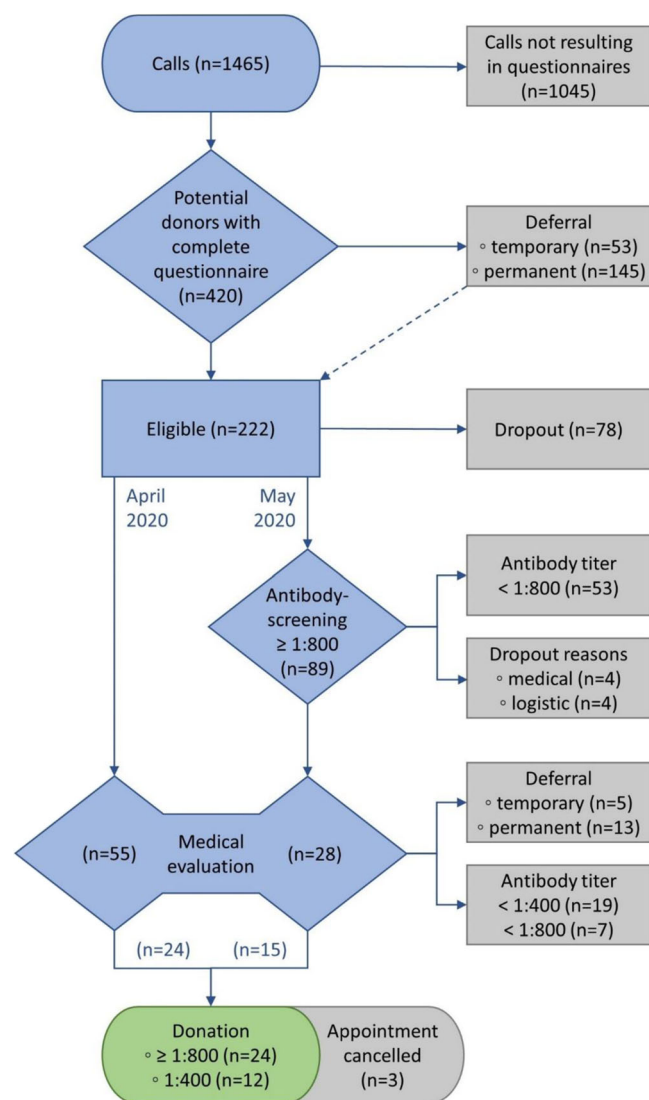 Calls (n=1465)
Calls not resulting
in questionnaires
(n=1045)
Potential
donors with
complete
questionnaire
(n=420)
Deferral
◦ temporary (n=53)
◦ permanent (n=145)
Eligible (n=222)
Dropout (n=78)
April
2020
May
2020
Antibody-
screening
≥ 1:800
(n=89)
Antibody titer
< 1:800 (n=53)
Dropout reasons
◦ medical (n=4)
◦ logistic (n=4)
(n=55)
Medical
evaluation
(n=28)
Deferral
◦ temporary (n=5)
◦ permanent (n=13)
Antibody titer
< 1:400 (n=19)
< 1:800 (n=7)
(n=24)
(n=15)
Donation
◦ ≥ 1:800 (n=24)
◦ 1:400 (n=12)
Appointment
cancelled
(n=3)